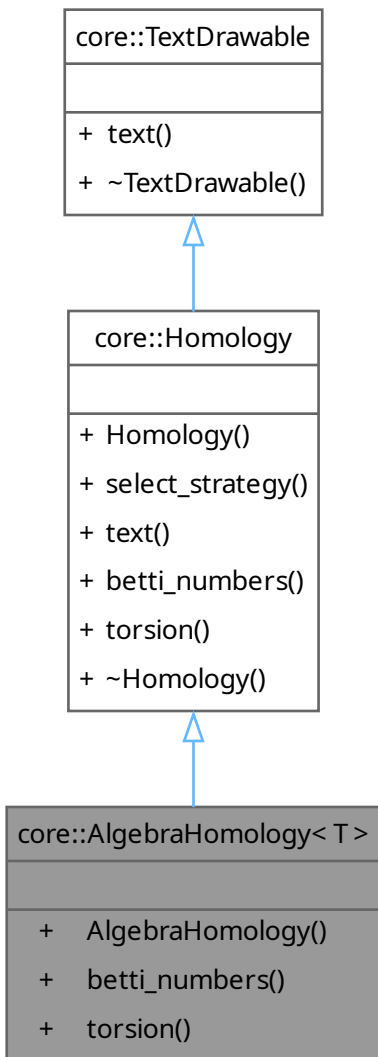 core::TextDrawable
+ text()
+ ~TextDrawable()
core::Homology
+ Homology()
+ select_strategy()
+ text()
+ betti_numbers()
+ torsion()
+ ~Homology()
core::AlgebraHomology< T >
+ AlgebraHomology()
+ betti_numbers()
+ torsion()